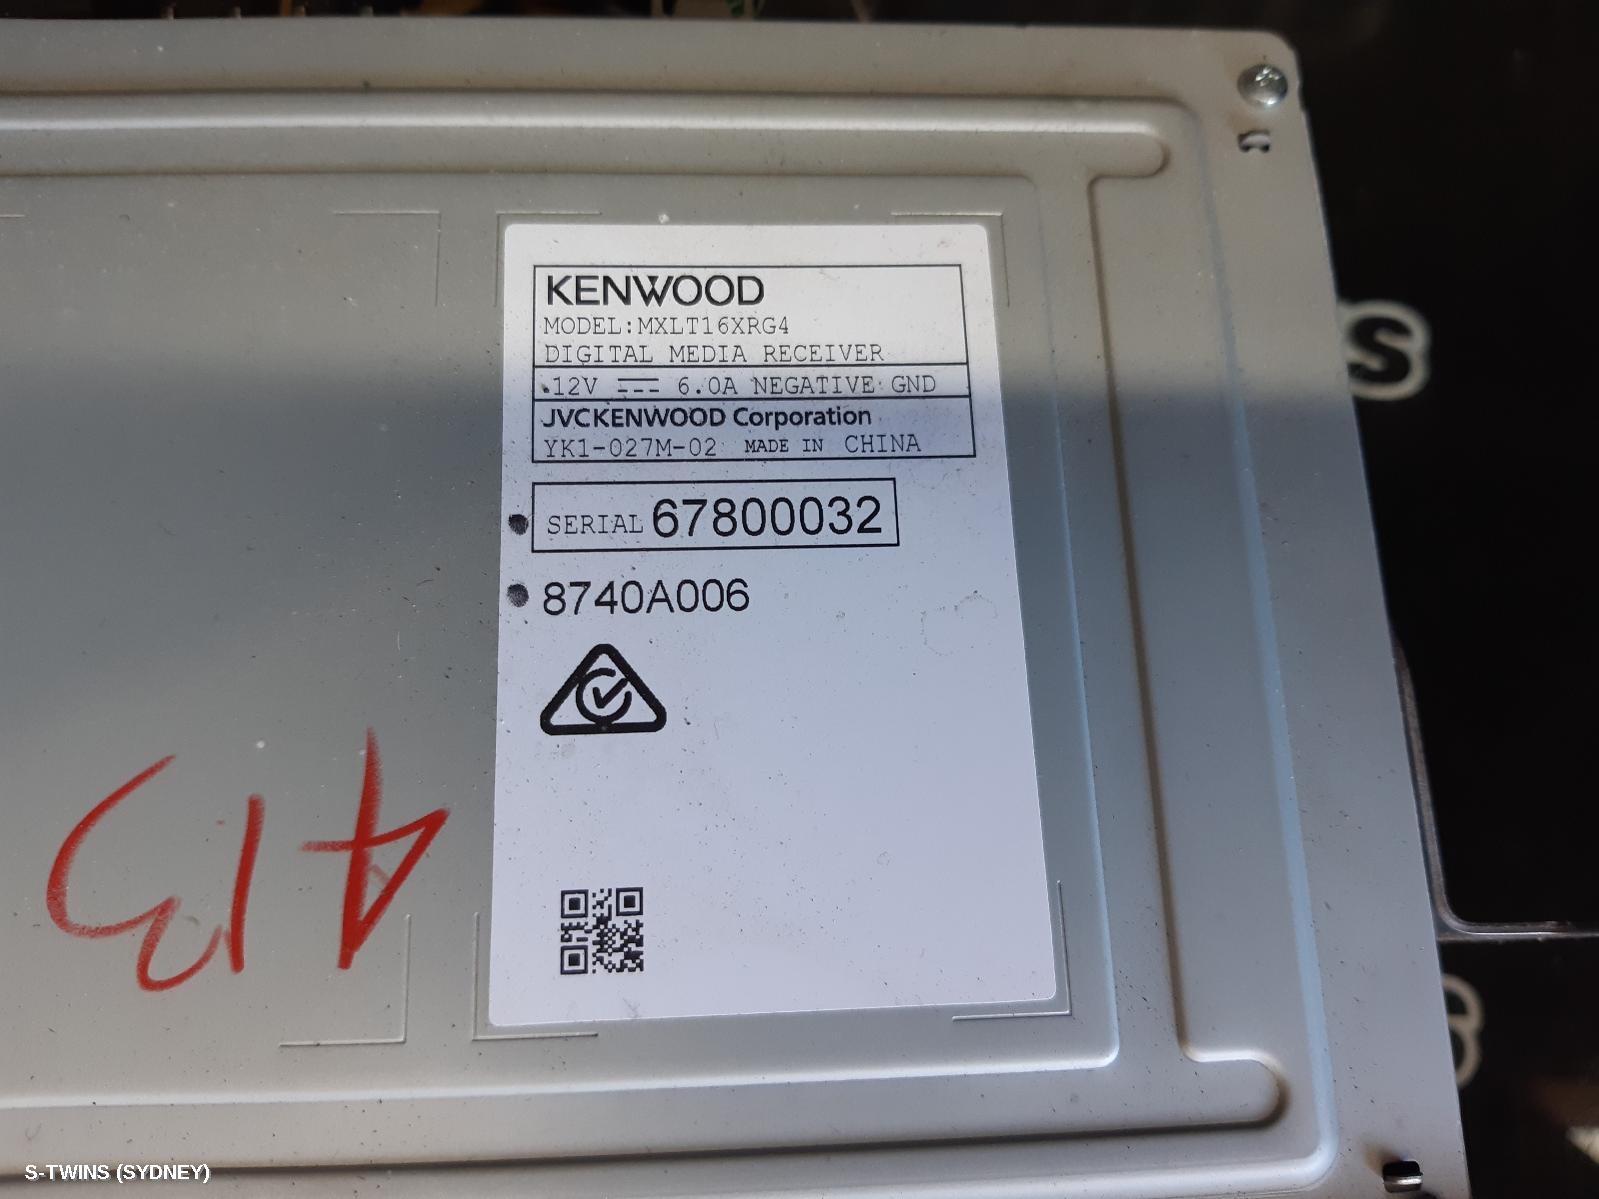 KENWOOD
MODEL:MXLT16XRG4
DIGITAL MEDIA RECEIVER
12V 6.0A NEGATIVE GND
JVCKENWOOD Corporation
YK1-027M-02 MADE IN CHINA
SERIAL 67800032
8740A006
413
S
S-TWINS (SYDNEY)